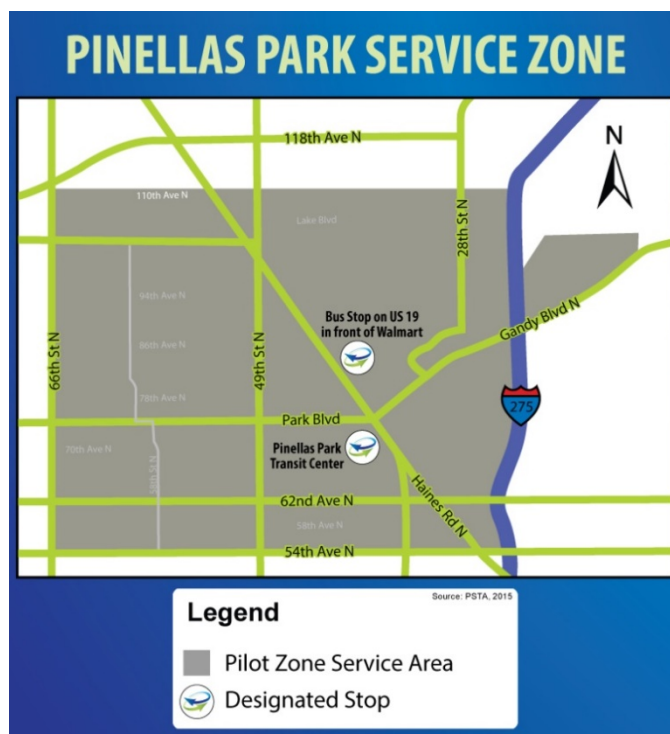 PINELLAS PARK SERVICE ZONE
118th Ave N
N
110th Ave N
Lake Blvd
28th St N
94th Ave N
Bus Stop on US 19
in front of Walmart
Gandy Blvd N
66th St N
49th St N
86th Ave N
78th Ave N
275
Park Blvd
70th Ave N
Pinellas Park
Transit Center
58th St N
Haines Rd N
62nd Ave N
58th Ave N
54th Ave N
Source: PSTA, 2015
Legend
Pilot Zone Service Area
Designated Stop